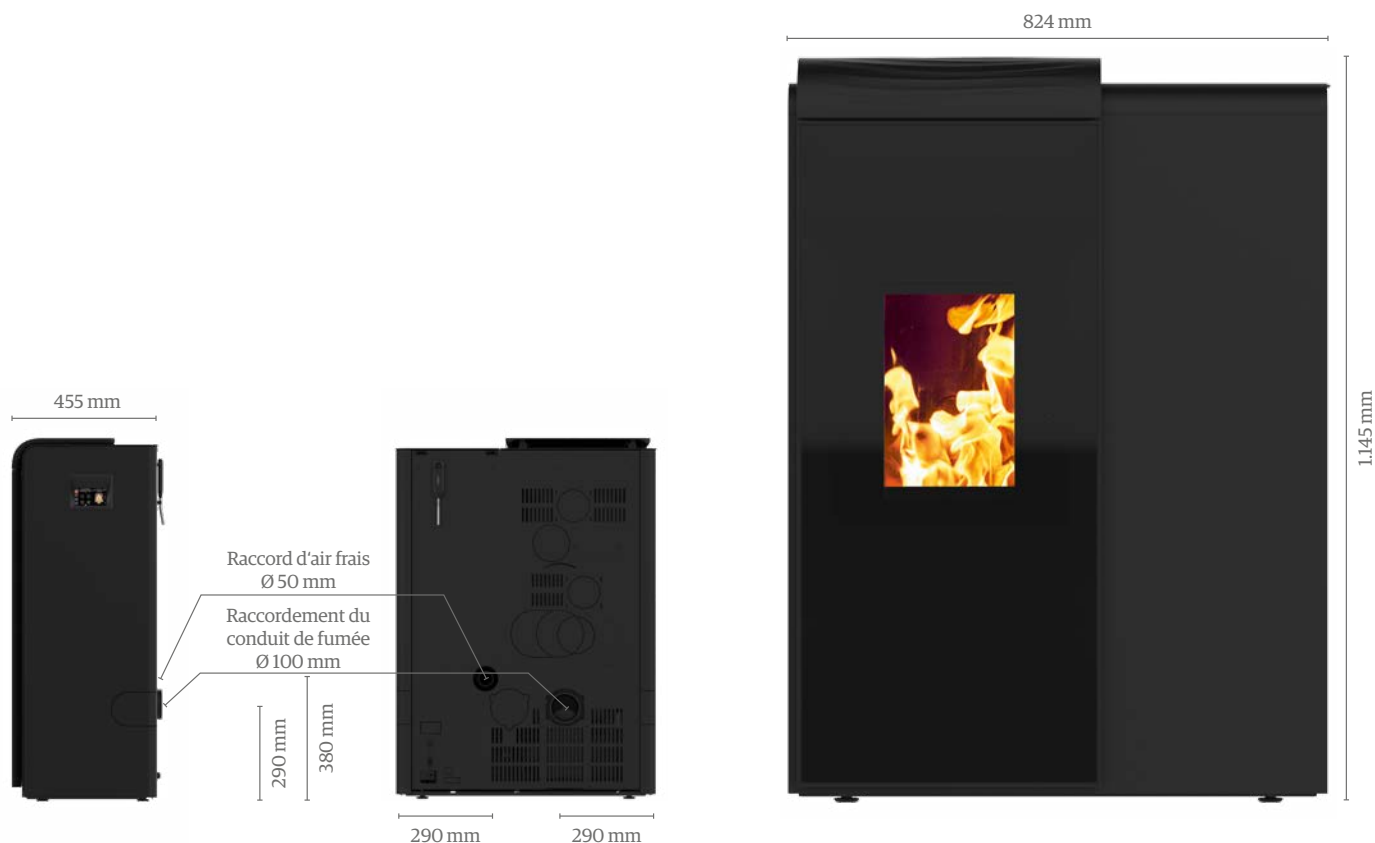 824 mm
1.145 mm
455 mm
Raccord d'air frais
Ø 50 mm
Raccordement du
conduit de fumée
Ø 100 mm
290 mm
380 mm
290 mm
290 mm